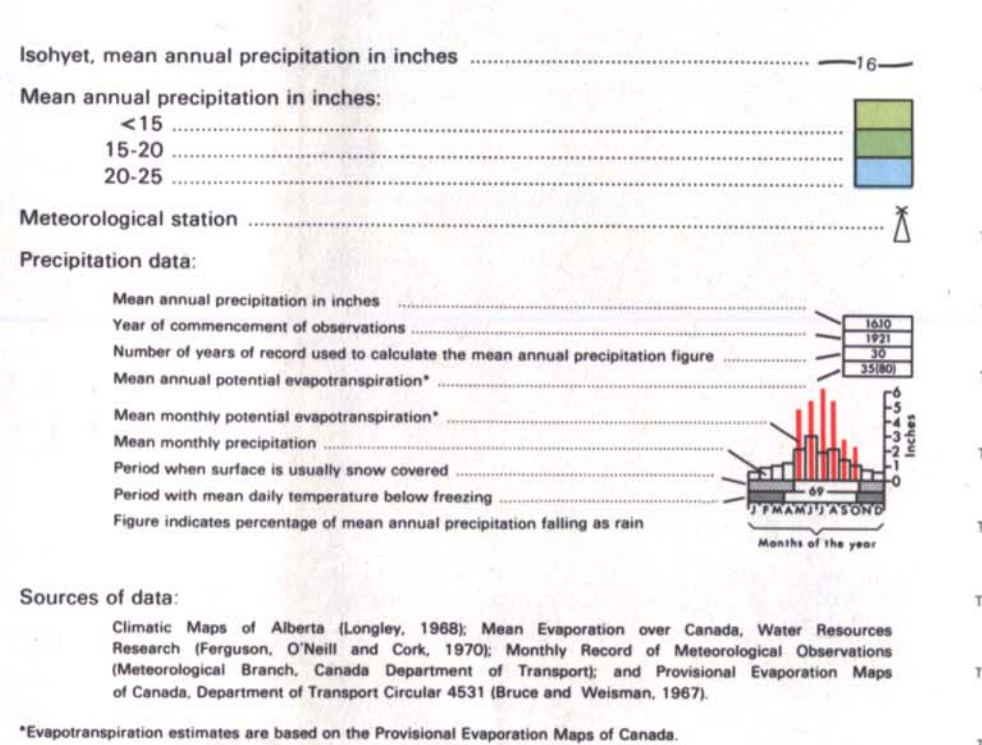 Isohyet, mean annual precipitation in inches 16
Mean annual precipitation in inches:
<15
15-20
20-25
Meteorological station
Precipitation data:
Mean annual precipitation in inches
Year of commencement of observations
Number of years of record used to calculate the mean annual precipitation figure
Mean annual potential evapotranspiration*
16.10
1921
30
35(80)
Mean monthly potential evapotranspiration*
Mean monthly precipitation
Period when surface is usually snow covered
Period with mean daily temperature below freezing
Figure indicates percentage of mean annual precipitation falling as rain
6
5
4
3
2
1
0
Inches
69
J F M A M J J A S O N D
Months of the year
Sources of data:
Climatic Maps of Alberta (Longley, 1968); Mean Evaporation over Canada, Water Resources
Research (Ferguson, O'Neill and Cork, 1970); Monthly Record of Meteorological Observations
(Meteorological Branch, Canada Department of Transport); and Provisional Evaporation Maps
of Canada, Department of Transport Circular 4531 (Bruce and Weisman, 1967).
*Evapotranspiration estimates are based on the Provisional Evaporation Maps of Canada.